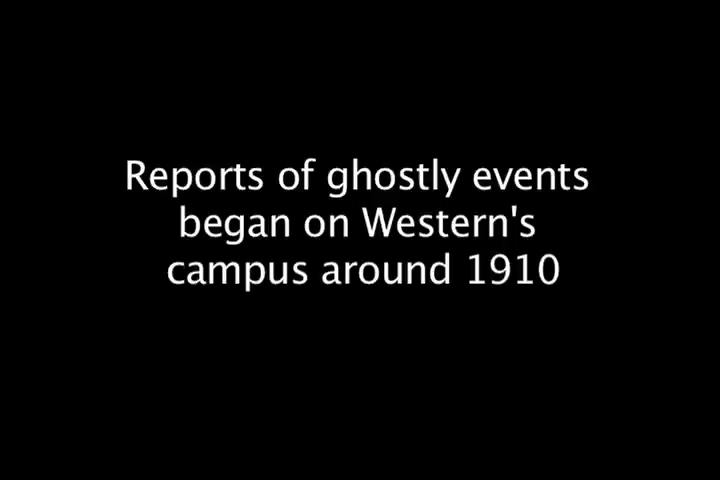 Reports of ghostly events
began on Western's
campus around 1910